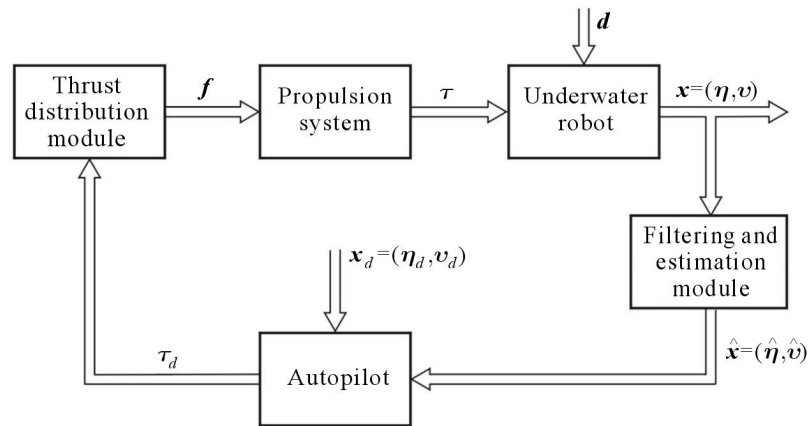 d
Thrust
distribution
module
f
Propulsion
system
τ
Underwater
robot
x=(η,υ)
Filtering and
estimation
module
x_d=(η_d,υ_d)
x̂=(η̂,υ̂)
τ_d
Autopilot